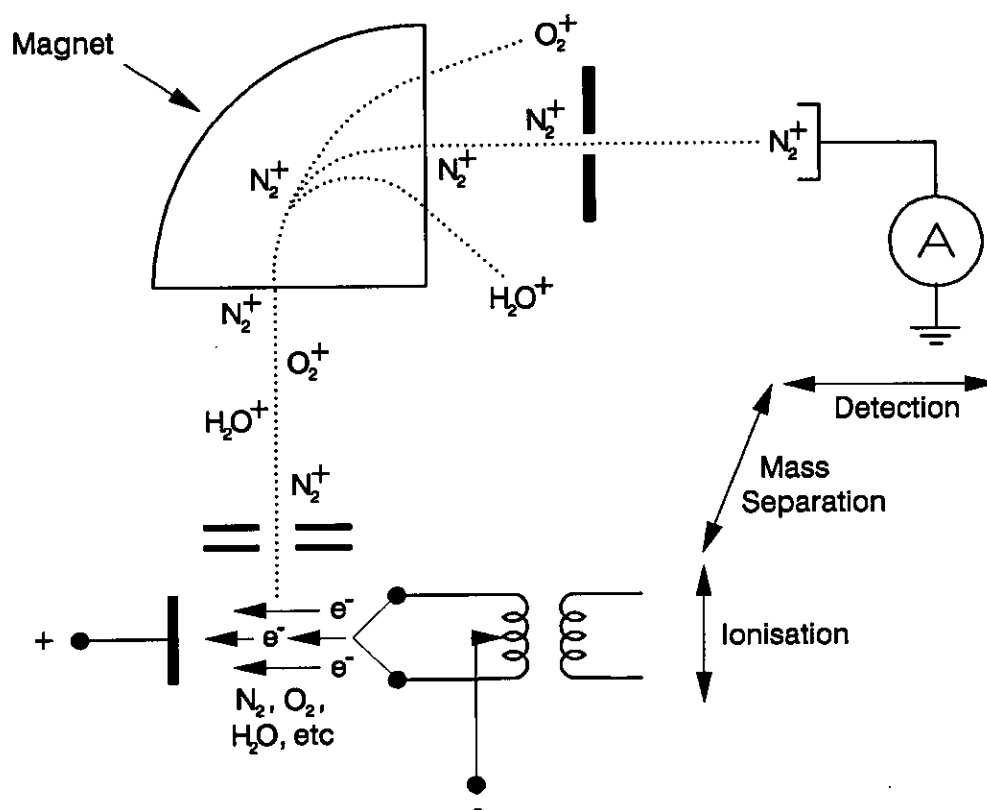 O₂⁺
Magnet
N₂⁺
N₂⁺
N₂⁺
N₂⁺
A
H₂O⁺
N₂⁺
O₂⁺
Detection
H₂O⁺
Mass
Separation
N₂⁺
e⁻
+
e⁻
Ionisation
e⁻
N₂, O₂,
H₂O, etc